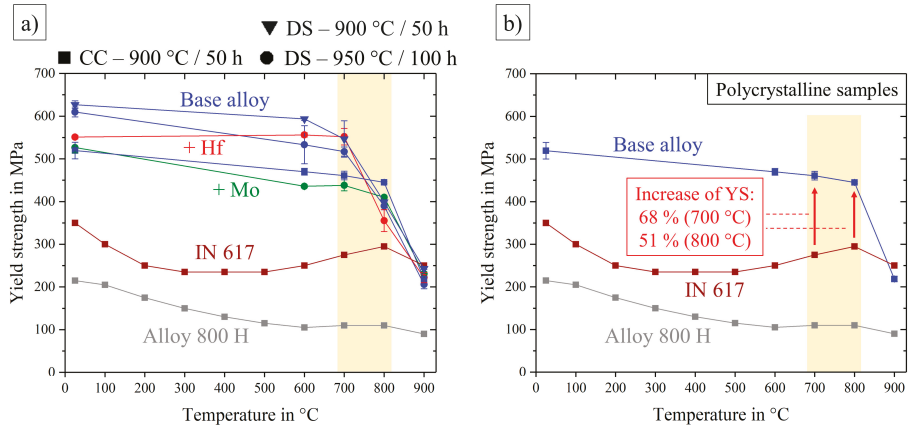 a)
▼ DS – 900 °C / 50 h
■ CC – 900 °C / 50 h ● DS – 950 °C / 100 h
700
600
500
400
300
200
100
0
Yield strength in MPa
Base alloy
+ Hf
+ Mo
IN 617
Alloy 800 H
0 100 200 300 400 500 600 700 800 900
Temperature in °C
b)
Polycrystalline samples
700
600
500
400
300
200
100
0
Yield strength in MPa
Base alloy
Increase of YS:
68 % (700 °C)
51 % (800 °C)
IN 617
Alloy 800 H
0 100 200 300 400 500 600 700 800 900
Temperature in °C